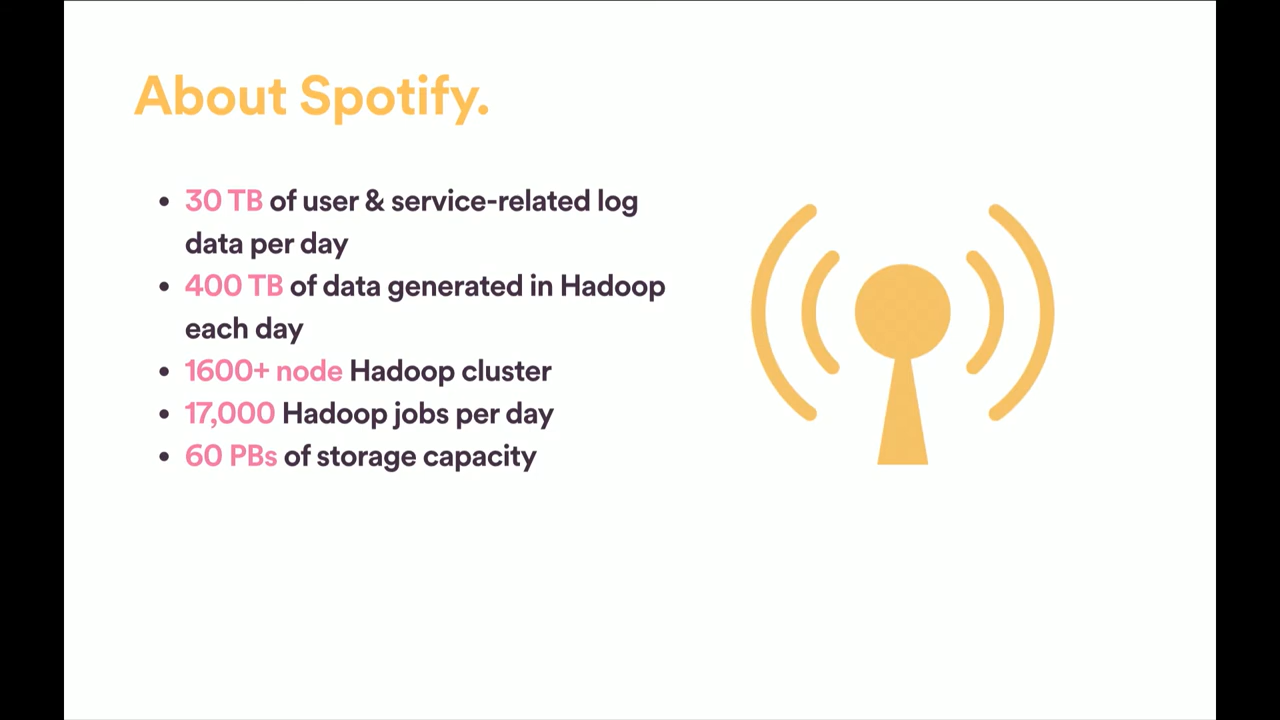 About Spotify.
• 30 TB of user & service-related log
data per day
• 400 TB of data generated in Hadoop
each day
• 1600+ node Hadoop cluster
• 17,000 Hadoop jobs per day
• 60 PBs of storage capacity